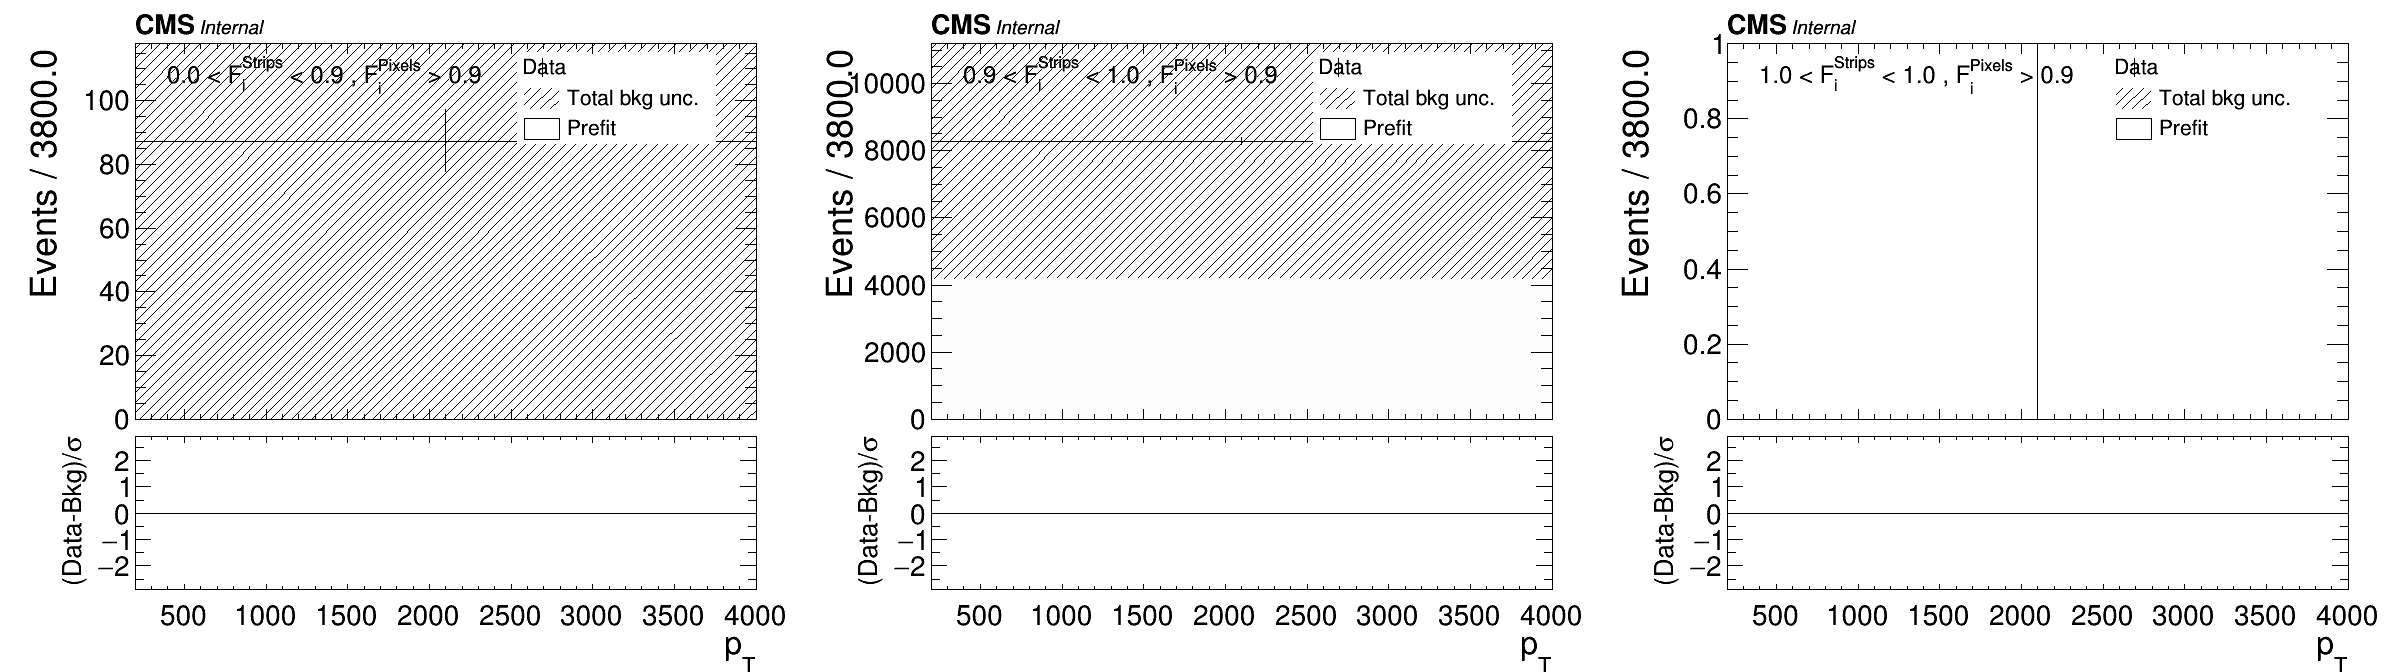 CMS Internal
Events / 3800.0
0.0 < F_i^Strips < 0.9 , F_i^Pixels > 0.9
Data
Total bkg unc.
Prefit
100
80
60
40
20
0
(Data-Bkg)/σ
2
1
0
−1
−2
500 1000 1500 2000 2500 3000 3500 4000
p_T
CMS Internal
Events / 3800.0
0.9 < F_i^Strips < 1.0 , F_i^Pixels > 0.9
Data
Total bkg unc.
Prefit
10000
8000
6000
4000
2000
0
(Data-Bkg)/σ
2
1
0
−1
−2
500 1000 1500 2000 2500 3000 3500 4000
p_T
CMS Internal
Events / 3800.0
1.0 < F_i^Strips < 1.0 , F_i^Pixels > 0.9
Data
Total bkg unc.
Prefit
1
0.8
0.6
0.4
0.2
0
(Data-Bkg)/σ
2
1
0
−1
−2
500 1000 1500 2000 2500 3000 3500 4000
p_T